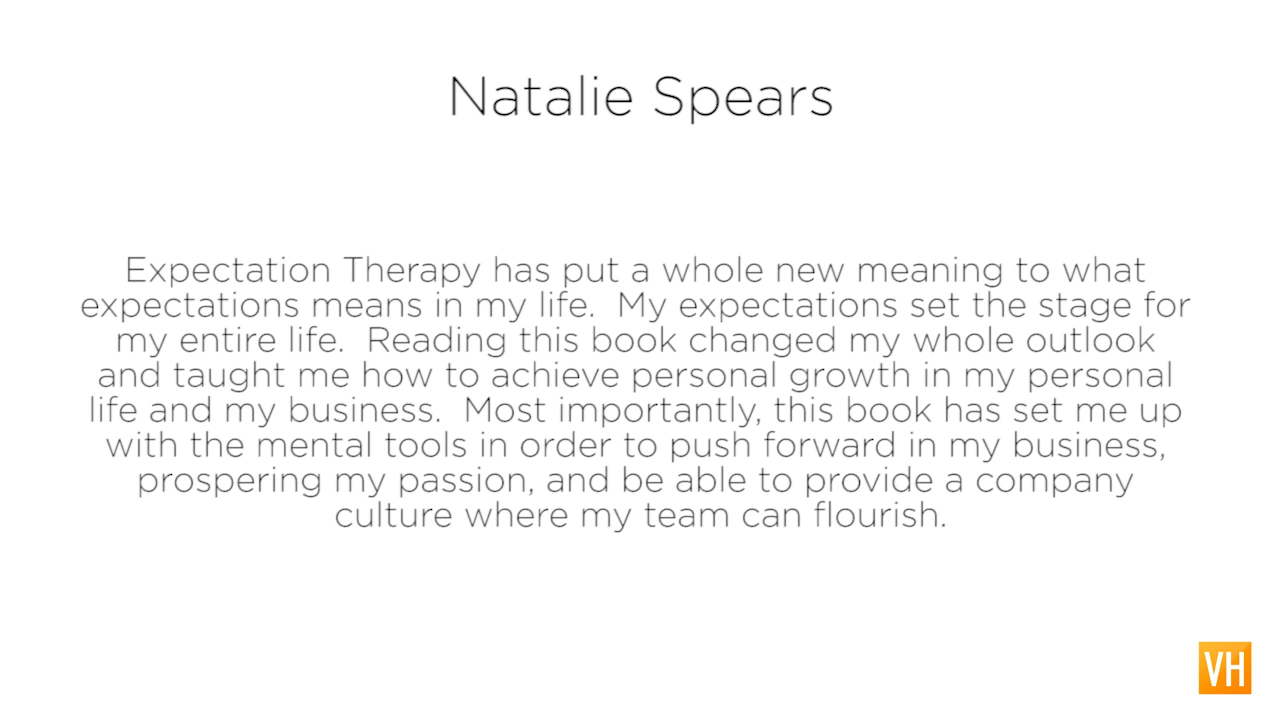 Natalie Spears
Expectation Therapy has put a whole new meaning to what
expectations means in my life.  My expectations set the stage for
my entire life.  Reading this book changed my whole outlook
and taught me how to achieve personal growth in my personal
life and my business.  Most importantly, this book has set me up
with the mental tools in order to push forward in my business,
prospering my passion, and be able to provide a company
culture where my team can flourish.
VH